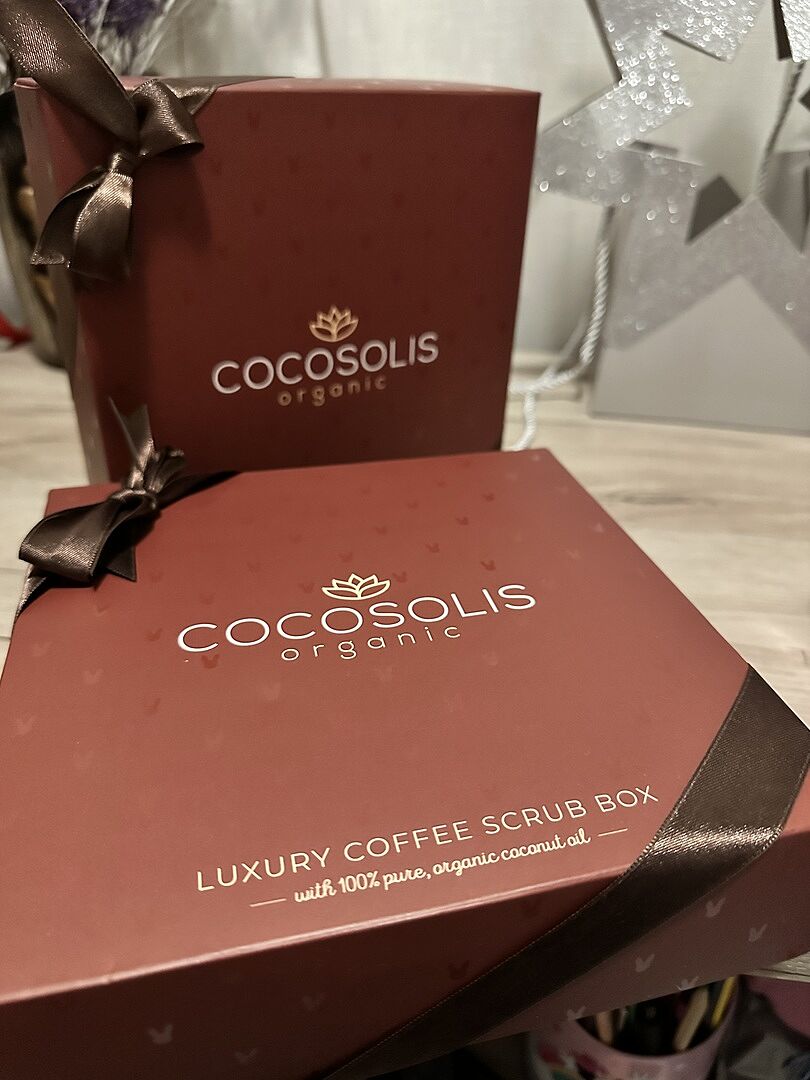 COCOSOLIS
organic
COCOSOLIS
organic
LUXURY COFFEE SCRUB BOX
with 100% pure, organic coconut oil